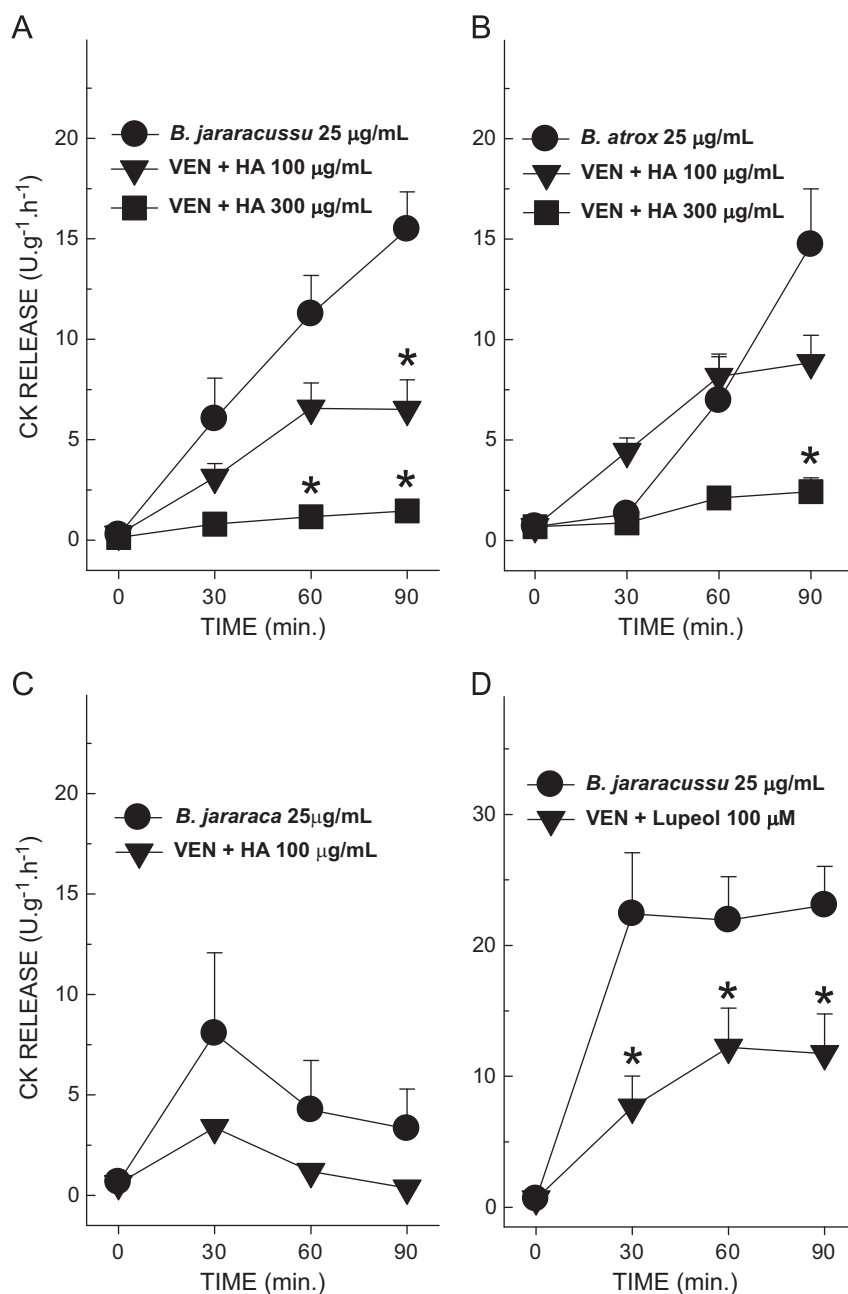 A
CK RELEASE (U.g⁻¹.h⁻¹)
20
15
10
5
0
B. jararacussu 25 µg/mL
VEN + HA 100 µg/mL
VEN + HA 300 µg/mL
*
*
*
0 30 60 90
TIME (min.)
B
20
15
10
5
0
B. atrox 25 µg/mL
VEN + HA 100 µg/mL
VEN + HA 300 µg/mL
*
0 30 60 90
TIME (min.)
C
CK RELEASE (U.g⁻¹.h⁻¹)
20
15
10
5
0
B. jararaca 25µg/mL
VEN + HA 100 µg/mL
0 30 60 90
TIME (min.)
D
30
20
10
0
B. jararacussu 25 µg/mL
VEN + Lupeol 100 µM
*
*
*
0 30 60 90
TIME (min.)